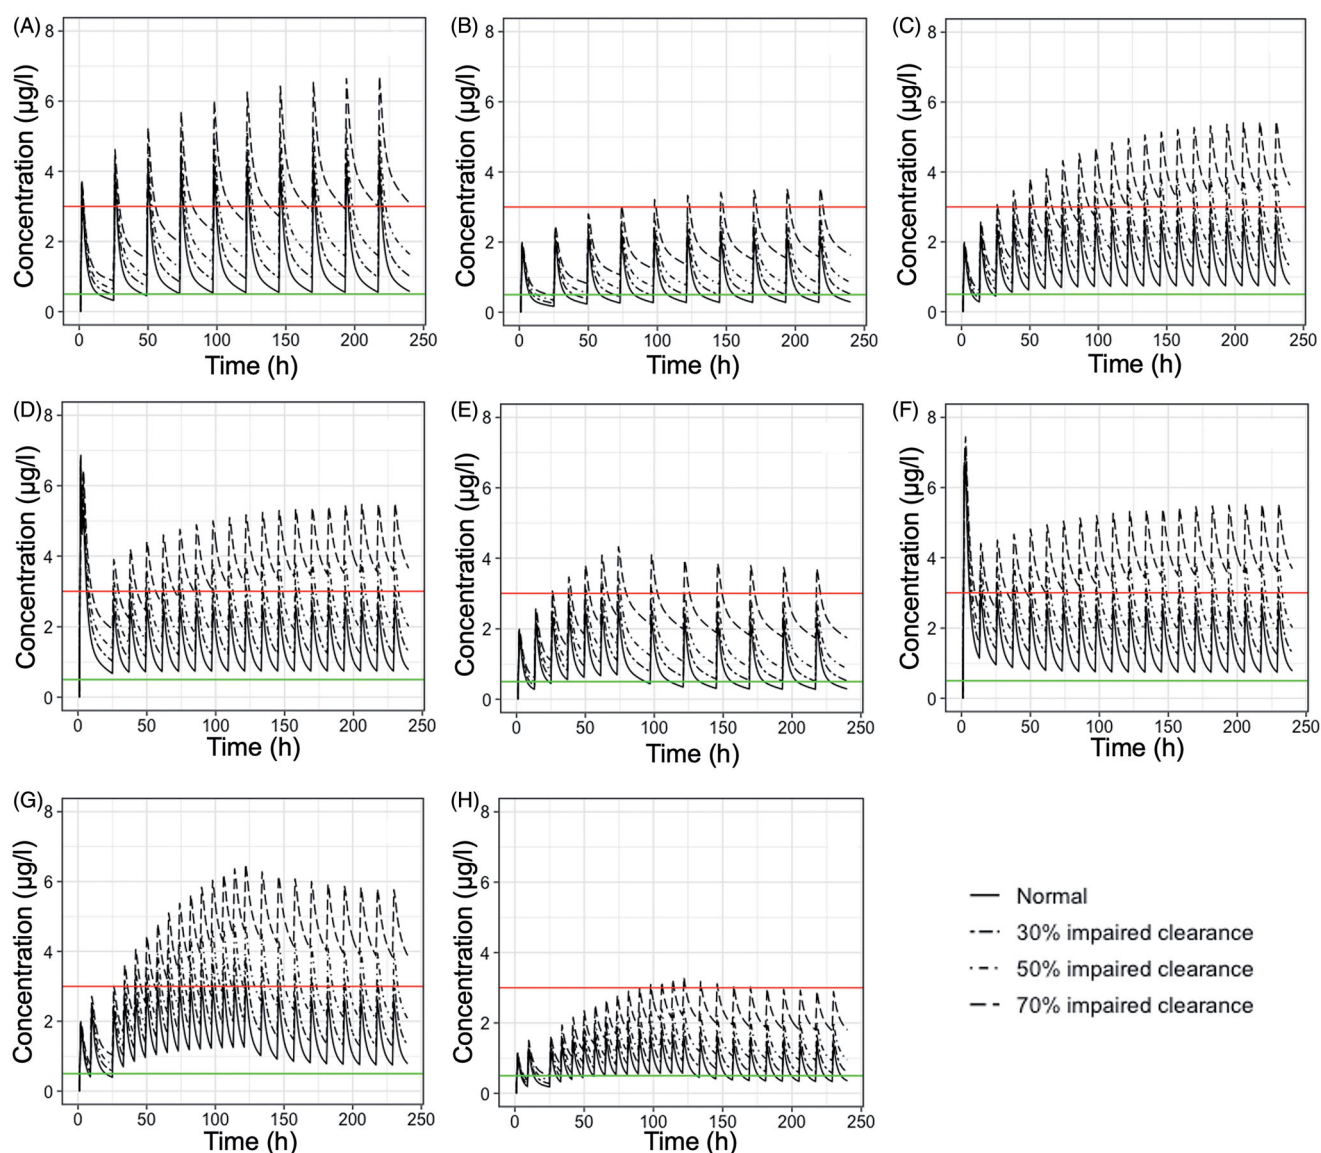 (A)
8
6
4
2
0
Concentration (µg/l)
0 50 100 150 200 250
Time (h)
(B)
8
6
4
2
0
Concentration (µg/l)
0 50 100 150 200 250
Time (h)
(C)
8
6
4
2
0
Concentration (µg/l)
0 50 100 150 200 250
Time (h)
(D)
8
6
4
2
0
Concentration (µg/l)
0 50 100 150 200 250
Time (h)
(E)
8
6
4
2
0
Concentration (µg/l)
0 50 100 150 200 250
Time (h)
(F)
8
6
4
2
0
Concentration (µg/l)
0 50 100 150 200 250
Time (h)
(G)
8
6
4
2
0
Concentration (µg/l)
0 50 100 150 200 250
Time (h)
(H)
8
6
4
2
0
Concentration (µg/l)
0 50 100 150 200 250
Time (h)
Normal
30% impaired clearance
50% impaired clearance
70% impaired clearance